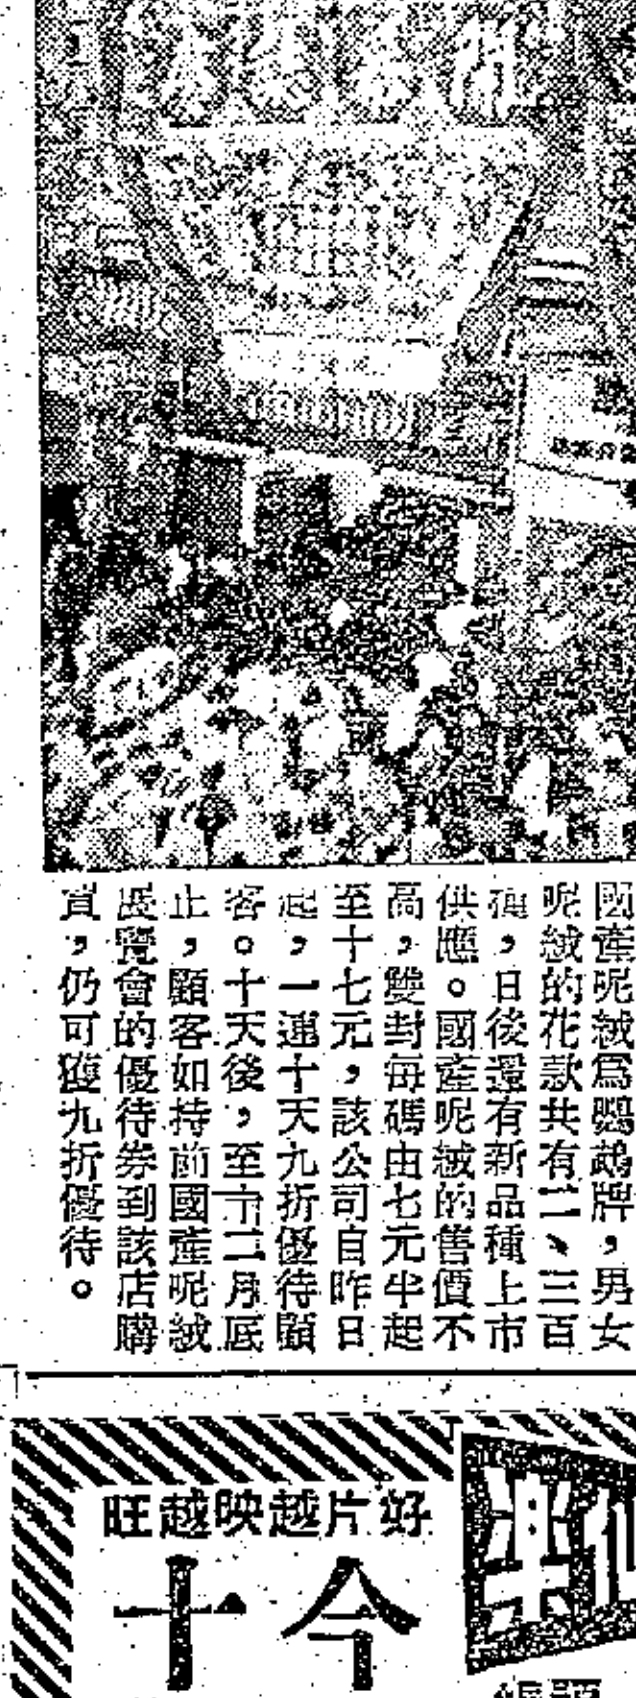 國產呢絨爲鸚鵡牌，男女
呢絨的花款共有二、三百
種，日後還有新品種上市
供應。國產呢絨的售價不
高，雙封每碼由七元半起
至十七元，該公司自昨日
起，一連十天九折優待顧
客。十天後，至十二月底
止，顧客如持前國產呢絨
展覽會的優待券到該店購
買，仍可獲九折優待。
好片越映越旺
今十